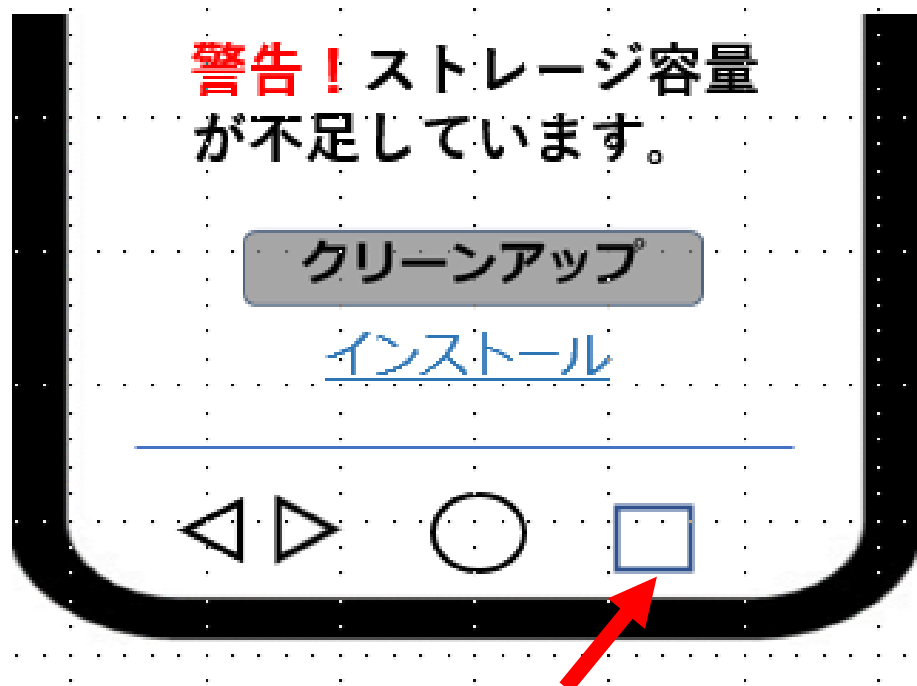 警告！ストレージ容量
が不足しています。
クリーンアップ
インストール